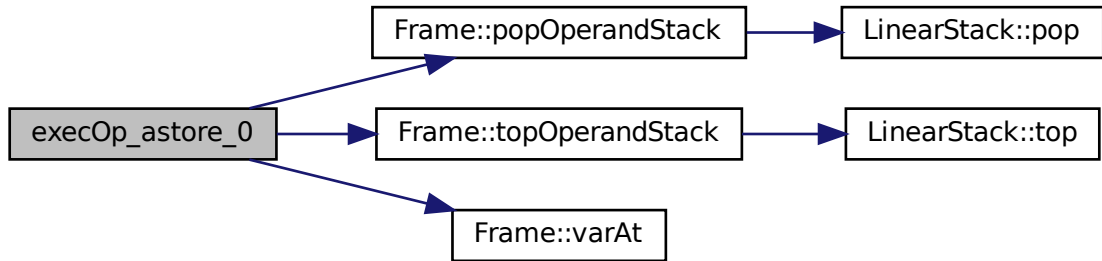 Frame::popOperandStack
LinearStack::pop
execOp_astore_0
Frame::topOperandStack
LinearStack::top
Frame::varAt